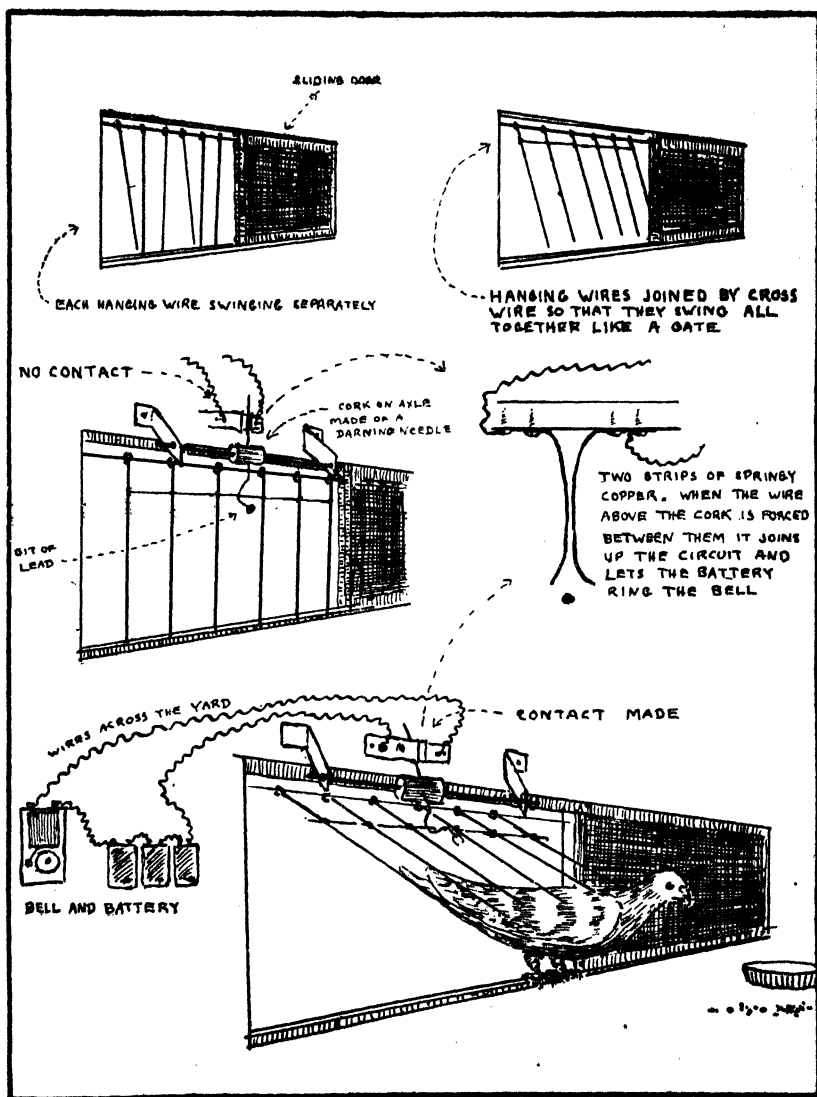 SLIDING DOOR
EACH HANGING WIRE SWINGING SEPARATELY
HANGING WIRES JOINED BY CROSS
WIRE SO THAT THEY SWING ALL
TOGETHER LIKE A GATE
NO CONTACT
CORK ON AXLE
MADE OF A
DARNING NEEDLE
BIT OF
LEAD
TWO STRIPS OF SPRINGY
COPPER. WHEN THE WIRE
ABOVE THE CORK IS FORCED
BETWEEN THEM IT JOINS
UP THE CIRCUIT AND
LETS THE BATTERY
RING THE BELL
WIRES ACROSS THE YARD
CONTACT MADE
BELL AND BATTERY